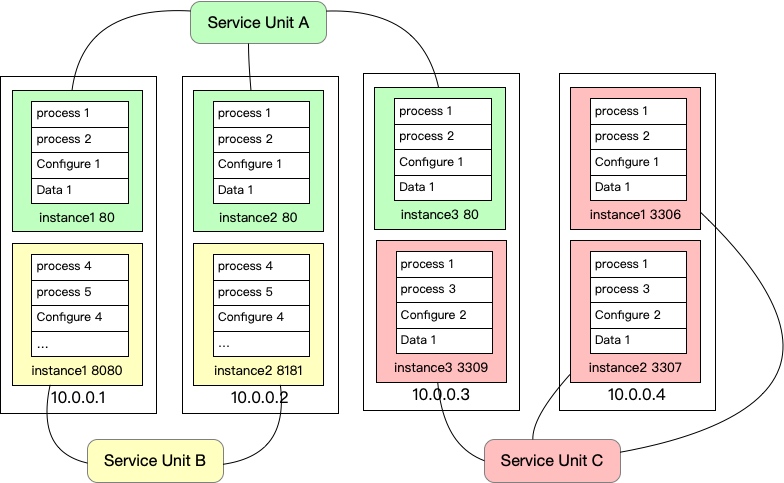 Service Unit A
process 1
process 2
Configure 1
Data 1
instance1 80
process 4
process 5
Configure 4
...
instance1 8080
10.0.0.1
process 1
process 2
Configure 1
Data 1
instance2 80
process 4
process 5
Configure 4
...
instance2 8181
10.0.0.2
process 1
process 2
Configure 1
Data 1
instance3 80
process 1
process 3
Configure 2
Data 1
instance3 3309
10.0.0.3
process 1
process 2
Configure 1
Data 1
instance1 3306
process 1
process 3
Configure 2
Data 1
instance2 3307
10.0.0.4
Service Unit B
Service Unit C